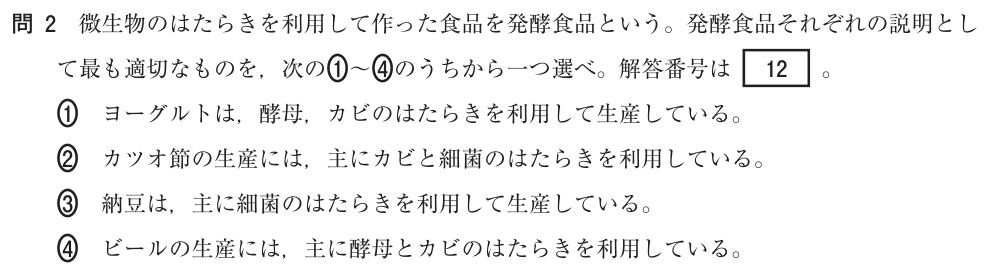 問 2 微生物のはたらきを利用して作った食品を発酵食品という。発酵食品それぞれの説明とし
て最も適切なものを，次の①～④のうちから一つ選べ。解答番号は 12 。
① ヨーグルトは，酵母，カビのはたらきを利用して生産している。
② カツオ節の生産には，主にカビと細菌のはたらきを利用している。
③ 納豆は，主に細菌のはたらきを利用して生産している。
④ ビールの生産には，主に酵母とカビのはたらきを利用している。